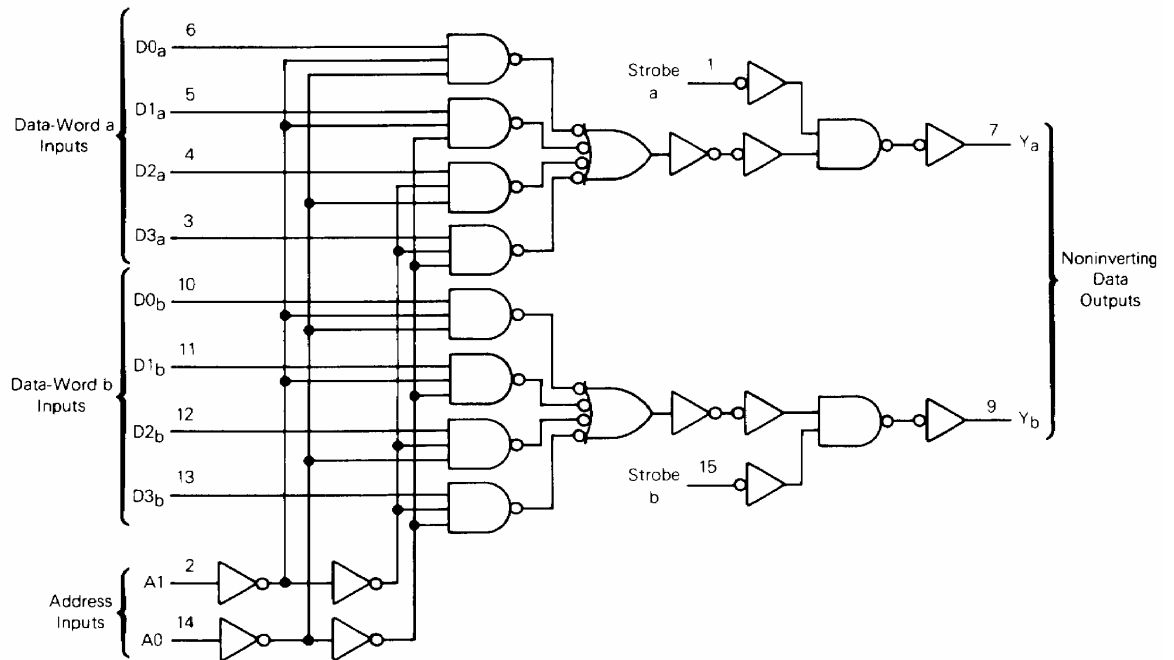 6
D0a
5
D1a
Data-Word a
Inputs
4
D2a
3
D3a
10
D0b
11
D1b
Data-Word b
Inputs
12
D2b
13
D3b
2
A1
Address
Inputs
14
A0
Strobe
a
1
7
Ya
Noninverting
Data
Outputs
9
Yb
Strobe
b
15